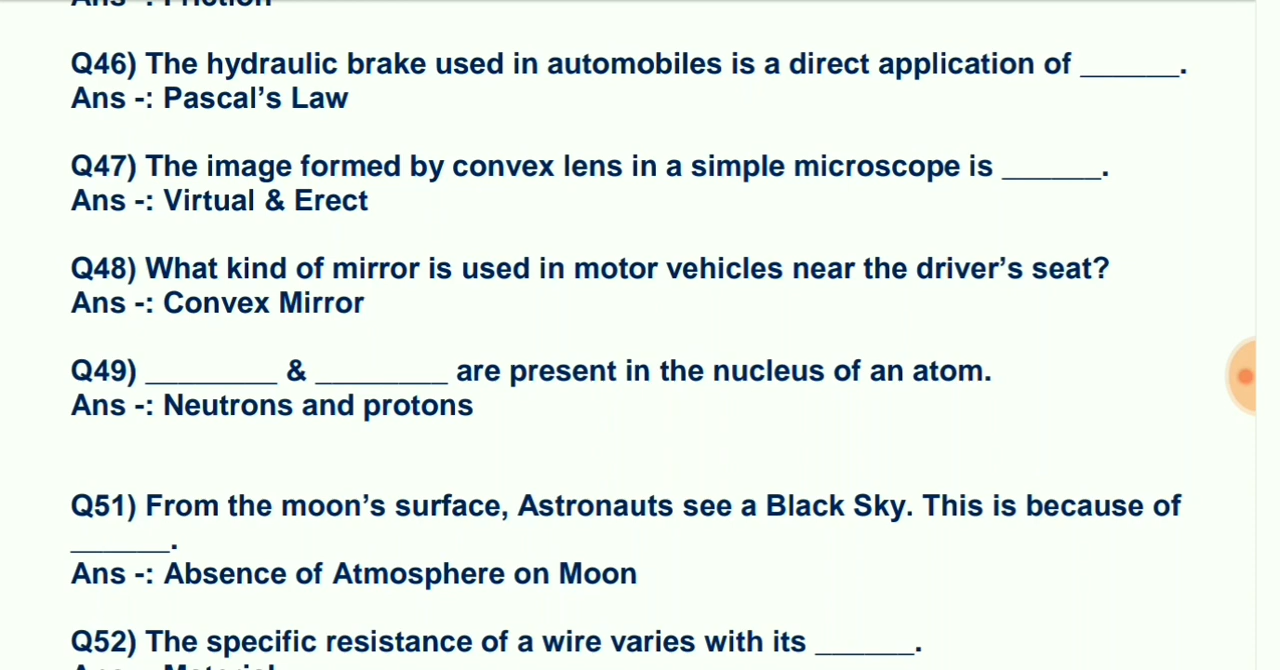 Ans -: Friction
Q46) The hydraulic brake used in automobiles is a direct application of ______.
Ans -: Pascal’s Law
Q47) The image formed by convex lens in a simple microscope is ______.
Ans -: Virtual & Erect
Q48) What kind of mirror is used in motor vehicles near the driver’s seat?
Ans -: Convex Mirror
Q49) ________ & ________ are present in the nucleus of an atom.
Ans -: Neutrons and protons
Q51) From the moon’s surface, Astronauts see a Black Sky. This is because of
______.
Ans -: Absence of Atmosphere on Moon
Q52) The specific resistance of a wire varies with its ______.
Ans -: Material